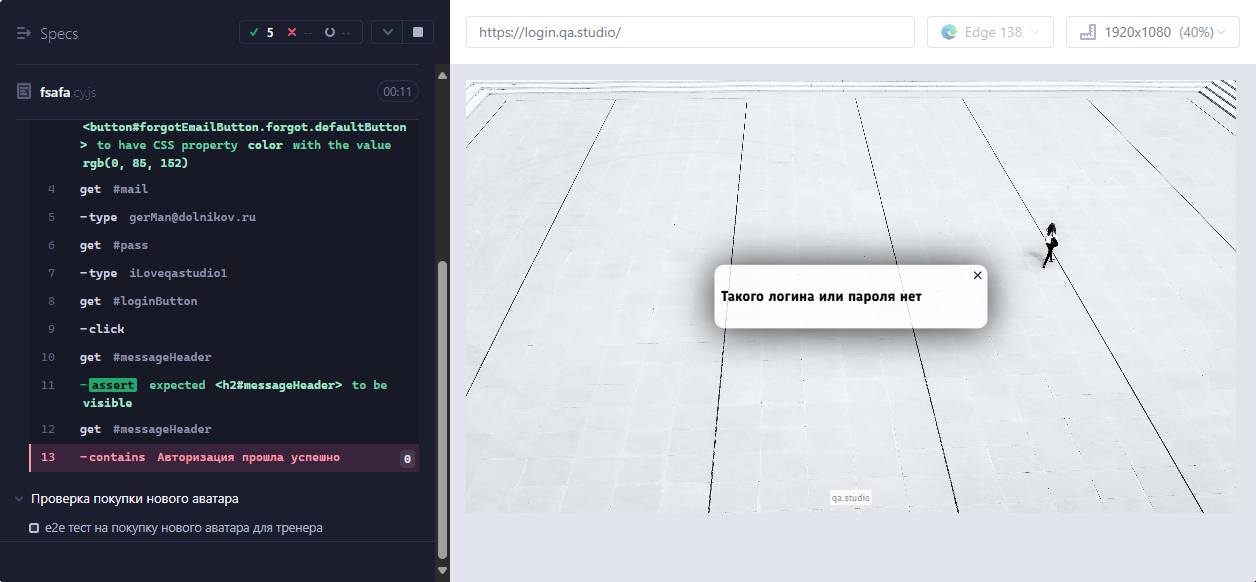 Specs
5
--
--
fsafa.cy.js
00:11
<button#forgotEmailButton.forgot.defaultButton
> to have CSS property color with the value
rgb(0, 85, 152)
4 get #mail
5 -type gerMan@dolnikov.ru
6 get #pass
7 -type iLoveqastudio1
8 get #loginButton
9 -click
10 get #messageHeader
11 -assert expected <h2#messageHeader> to be
visible
12 get #messageHeader
13 -contains Авторизация прошла успешно 0
Проверка покупки нового аватара
e2e тест на покупку нового аватара для тренера
https://login.qa.studio/
Edge 138
1920x1080 (40%)
Такого логина или пароля нет
qa.studio